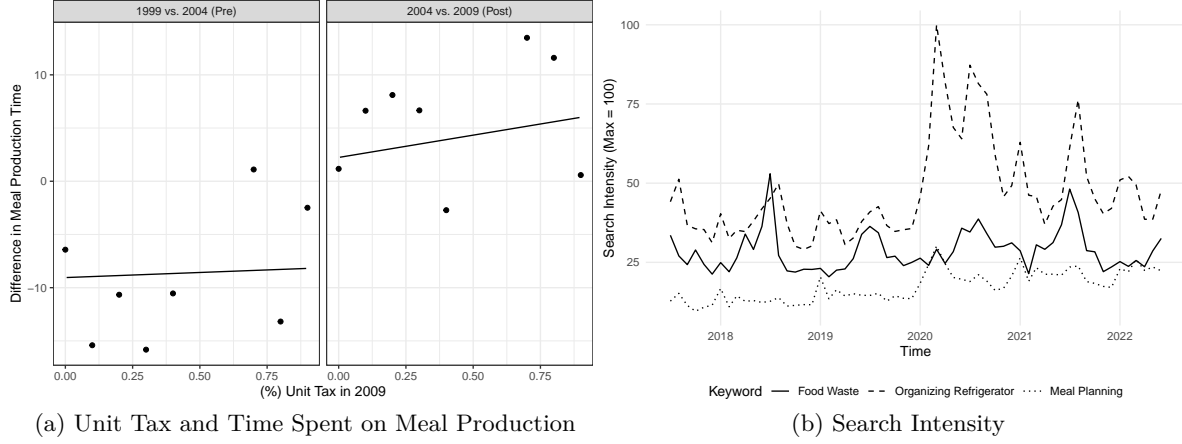 1999 vs. 2004 (Pre)
2004 vs. 2009 (Post)
Difference in Meal Production Time
10
0
−10
0.00
0.25
0.50
0.75
0.00
0.25
0.50
0.75
(%) Unit Tax in 2009
(a) Unit Tax and Time Spent on Meal Production
Search Intensity (Max = 100)
100
75
50
25
2018
2019
2020
2021
2022
Time
Keyword
Food Waste
Organizing Refrigerator
Meal Planning
(b) Search Intensity